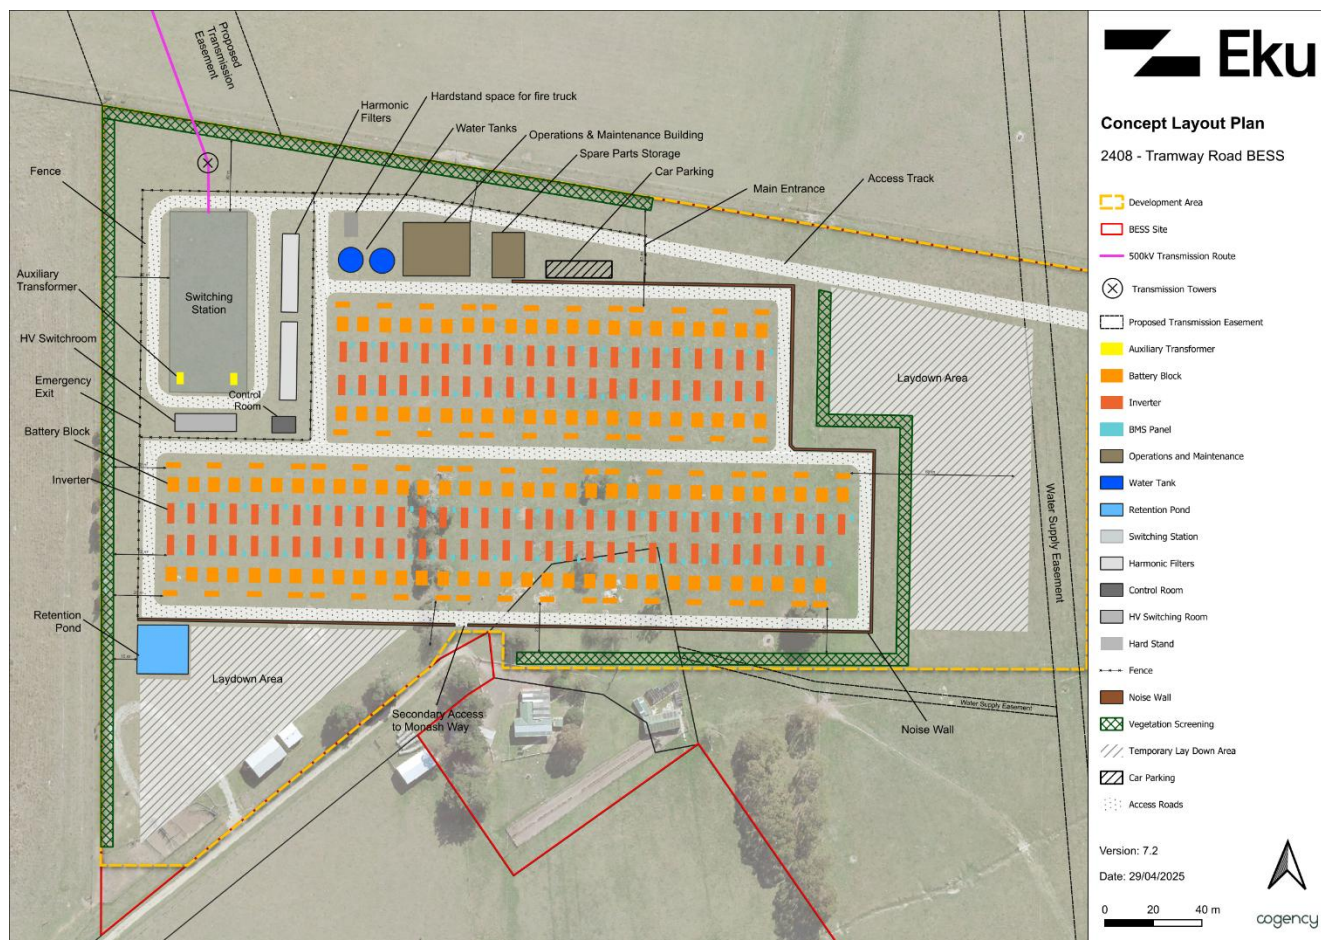 Proposed
Transmission
Easement
Harmonic
Filters
Hardstand space for fire truck
Water Tanks
Operations & Maintenance Building
Spare Parts Storage
Car Parking
Main Entrance
Access Track
Fence
Auxiliary
Transformer
Switching
Station
HV Switchroom
Emergency
Exit
Control
Room
Battery Block
Inverter
Laydown Area
Water Supply Easement
Retention
Pond
Laydown Area
Secondary Access
to Monash Way
Water Supply Easement
Noise Wall
Eku
Concept Layout Plan
2408 - Tramway Road BESS
Development Area
BESS Site
500kV Transmission Route
Transmission Towers
Proposed Transmission Easement
Auxiliary Transformer
Battery Block
Inverter
BMS Panel
Operations and Maintenance
Water Tank
Retention Pond
Switching Station
Harmonic Filters
Control Room
HV Switching Room
Hard Stand
Fence
Noise Wall
Vegetation Screening
Temporary Lay Down Area
Car Parking
Access Roads
Version: 7.2
Date: 29/04/2025
0 20 40 m
cogency